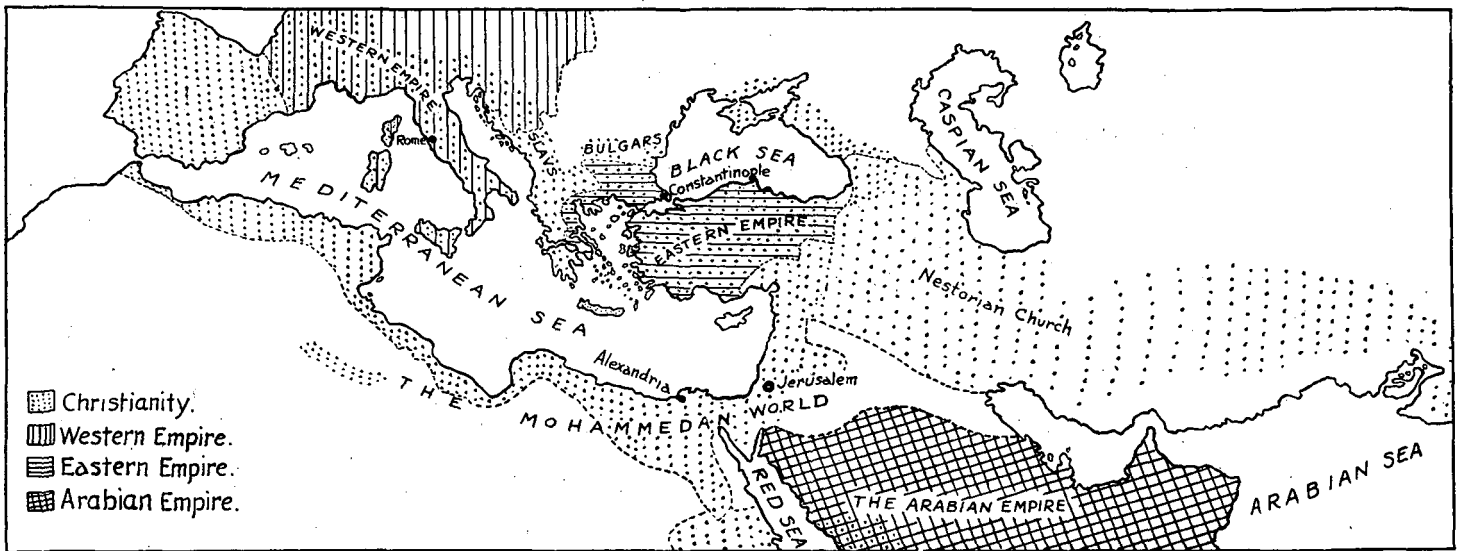 WESTERN EMPIRE
Rome
SLAVS
BULGARS
BLACK SEA
Constantinople
CASPIAN SEA
EASTERN EMPIRE
MEDITERRANEAN SEA
Nestorian Church
Alexandria
Jerusalem
THE MOHAMMEDAN WORLD
RED SEA
THE ARABIAN EMPIRE
ARABIAN SEA
Christianity.
Western Empire.
Eastern Empire.
Arabian Empire.